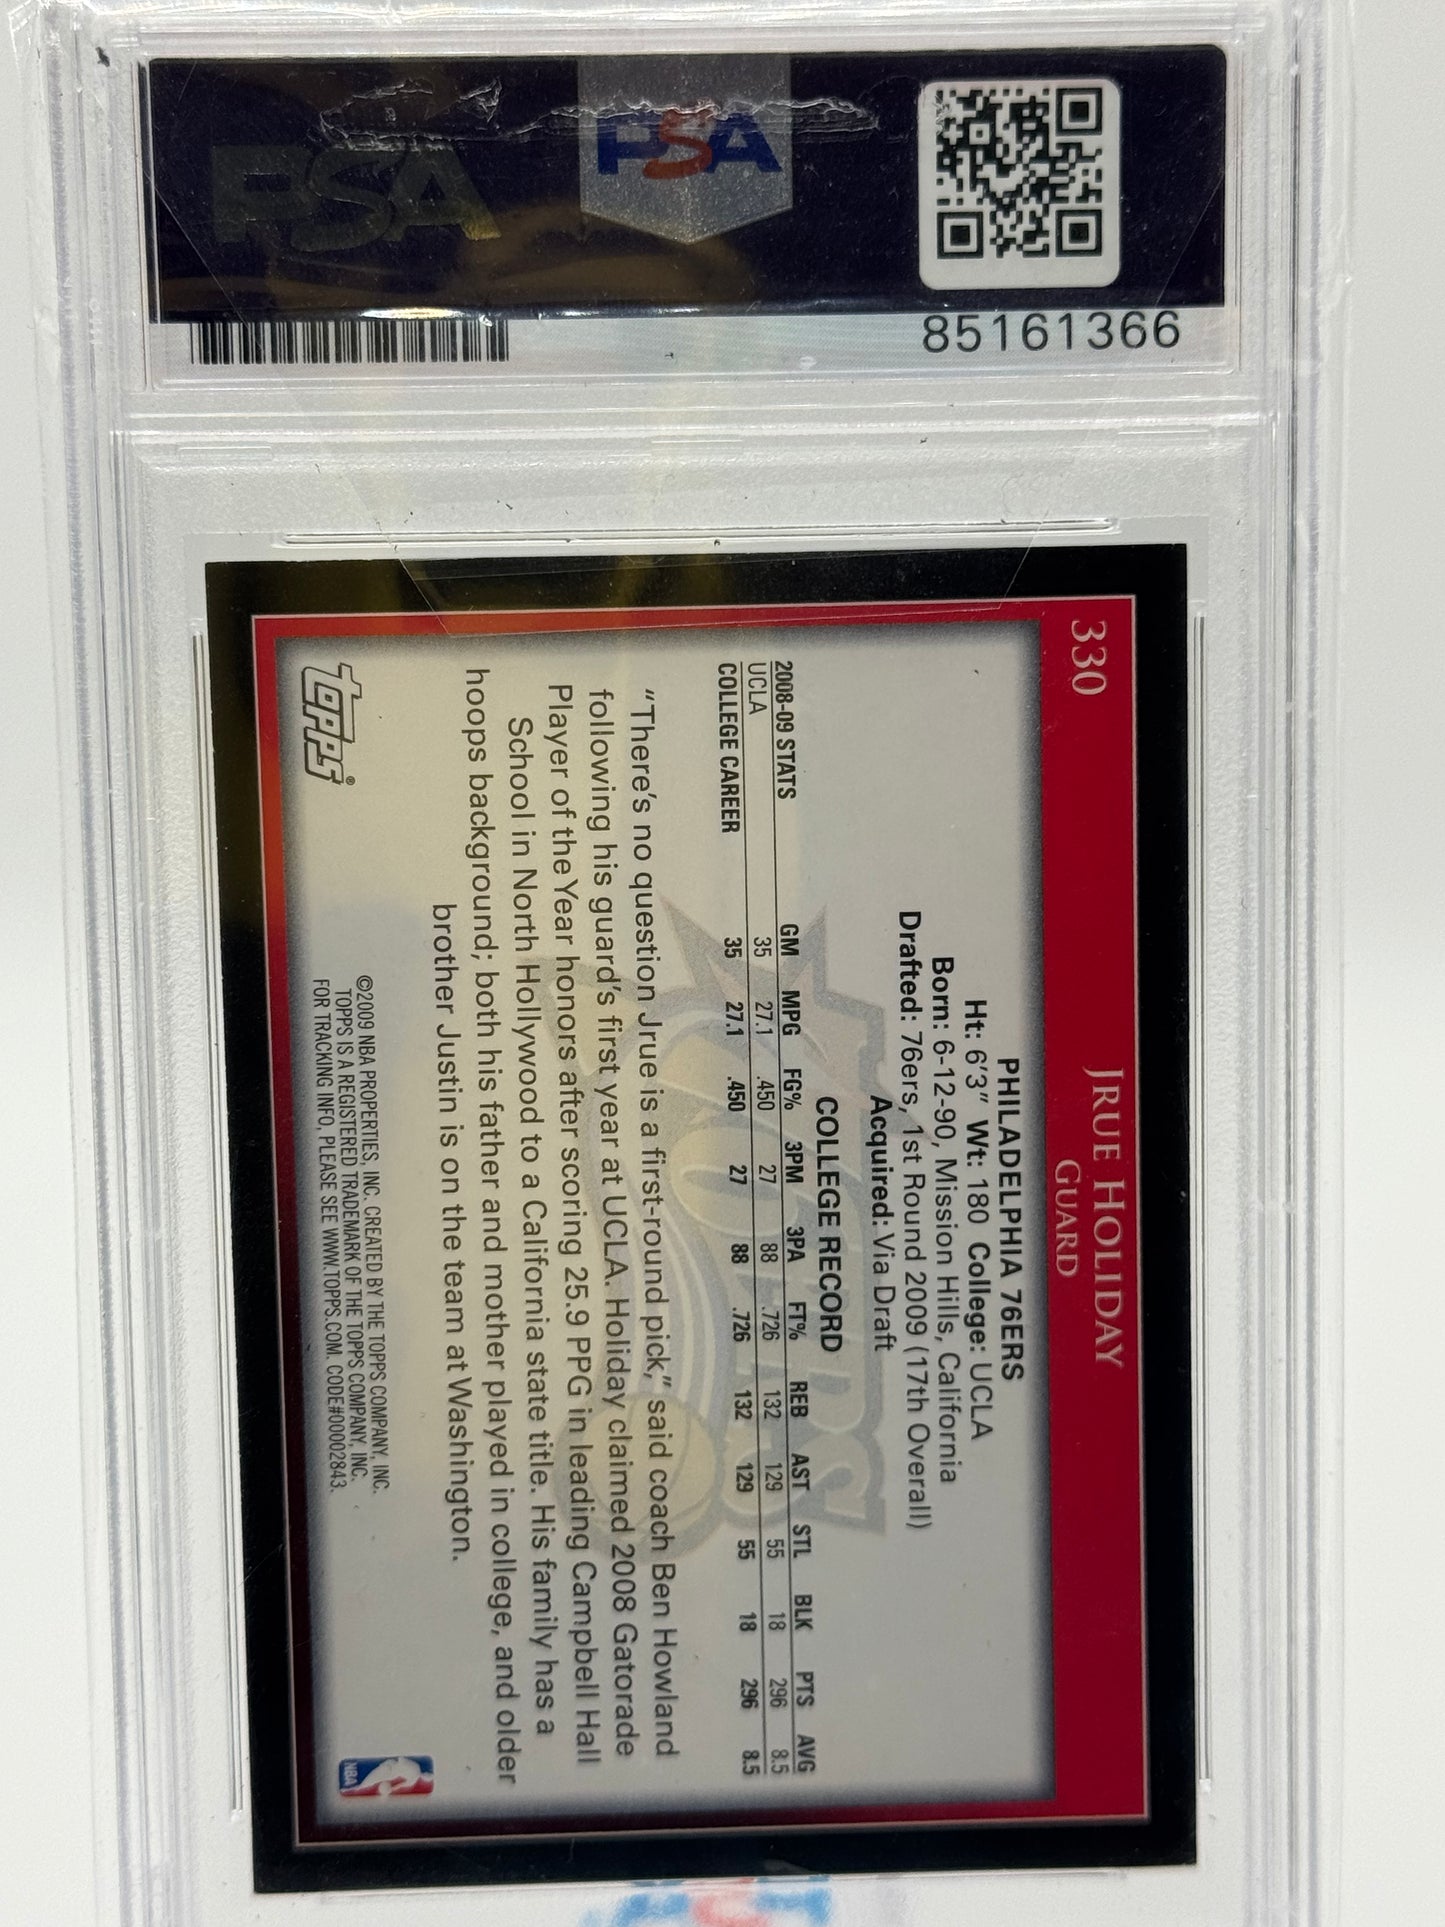 PSA
PSA
85161366
330
JRUE HOLIDAY
GUARD
PHILADELPHIA 76ERS
Ht: 6'3" Wt: 180 College: UCLA
Born: 6-12-90, Mission Hills, California
Drafted: 76ers, 1st Round 2009 (17th Overall)
Acquired: Via Draft
COLLEGE RECORD
2008-09 STATS GM MPG FG% 3PM 3PA FT% REB AST STL BLK PTS AVG
UCLA 35 27.1 .450 27 88 .726 132 129 55 18 296 8.5
COLLEGE CAREER 35 27.1 .450 27 88 .726 132 129 55 18 296 8.5
"There's no question Jrue is a first-round pick," said coach Ben Howland
following his guard's first year at UCLA. Holiday claimed 2008 Gatorade
Player of the Year honors after scoring 25.9 PPG in leading Campbell Hall
School in North Hollywood to a California state title. His family has a
hoops background; both his father and mother played in college, and older
brother Justin is on the team at Washington.
©2009 NBA PROPERTIES, INC. CREATED BY THE TOPPS COMPANY, INC.
TOPPS IS A REGISTERED TRADEMARK OF THE TOPPS COMPANY, INC.
FOR TRACKING INFO, PLEASE SEE WWW.TOPPS.COM. CODE#00002843.
Topps®
NBA